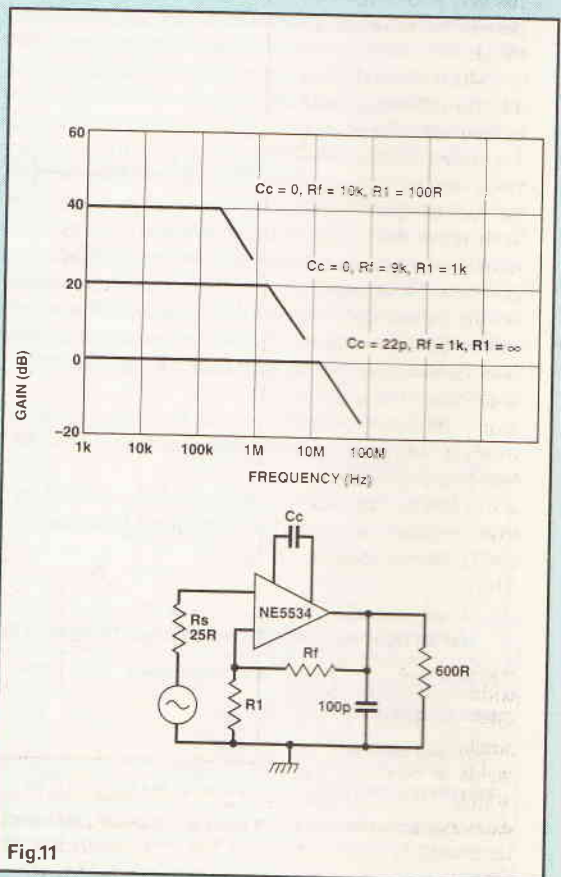 60
40
20
0
−20
GAIN (dB)
Cc = 0, Rf = 10k, R1 = 100R
Cc = 0, Rf = 9k, R1 = 1k
Cc = 22p, Rf = 1k, R1 = ∞
1k 10k 100k 1M 10M 100M
FREQUENCY (Hz)
Cc
NE5534
Rs
25R
Rf
R1
100p
600R
Fig.11